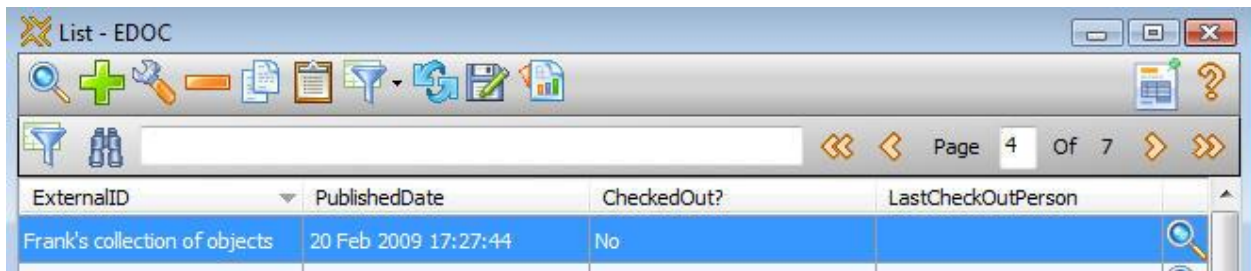 List - EDOC
Page 4 Of 7
ExternalID PublishedDate CheckedOut? LastCheckOutPerson
Frank's collection of objects 20 Feb 2009 17:27:44 No